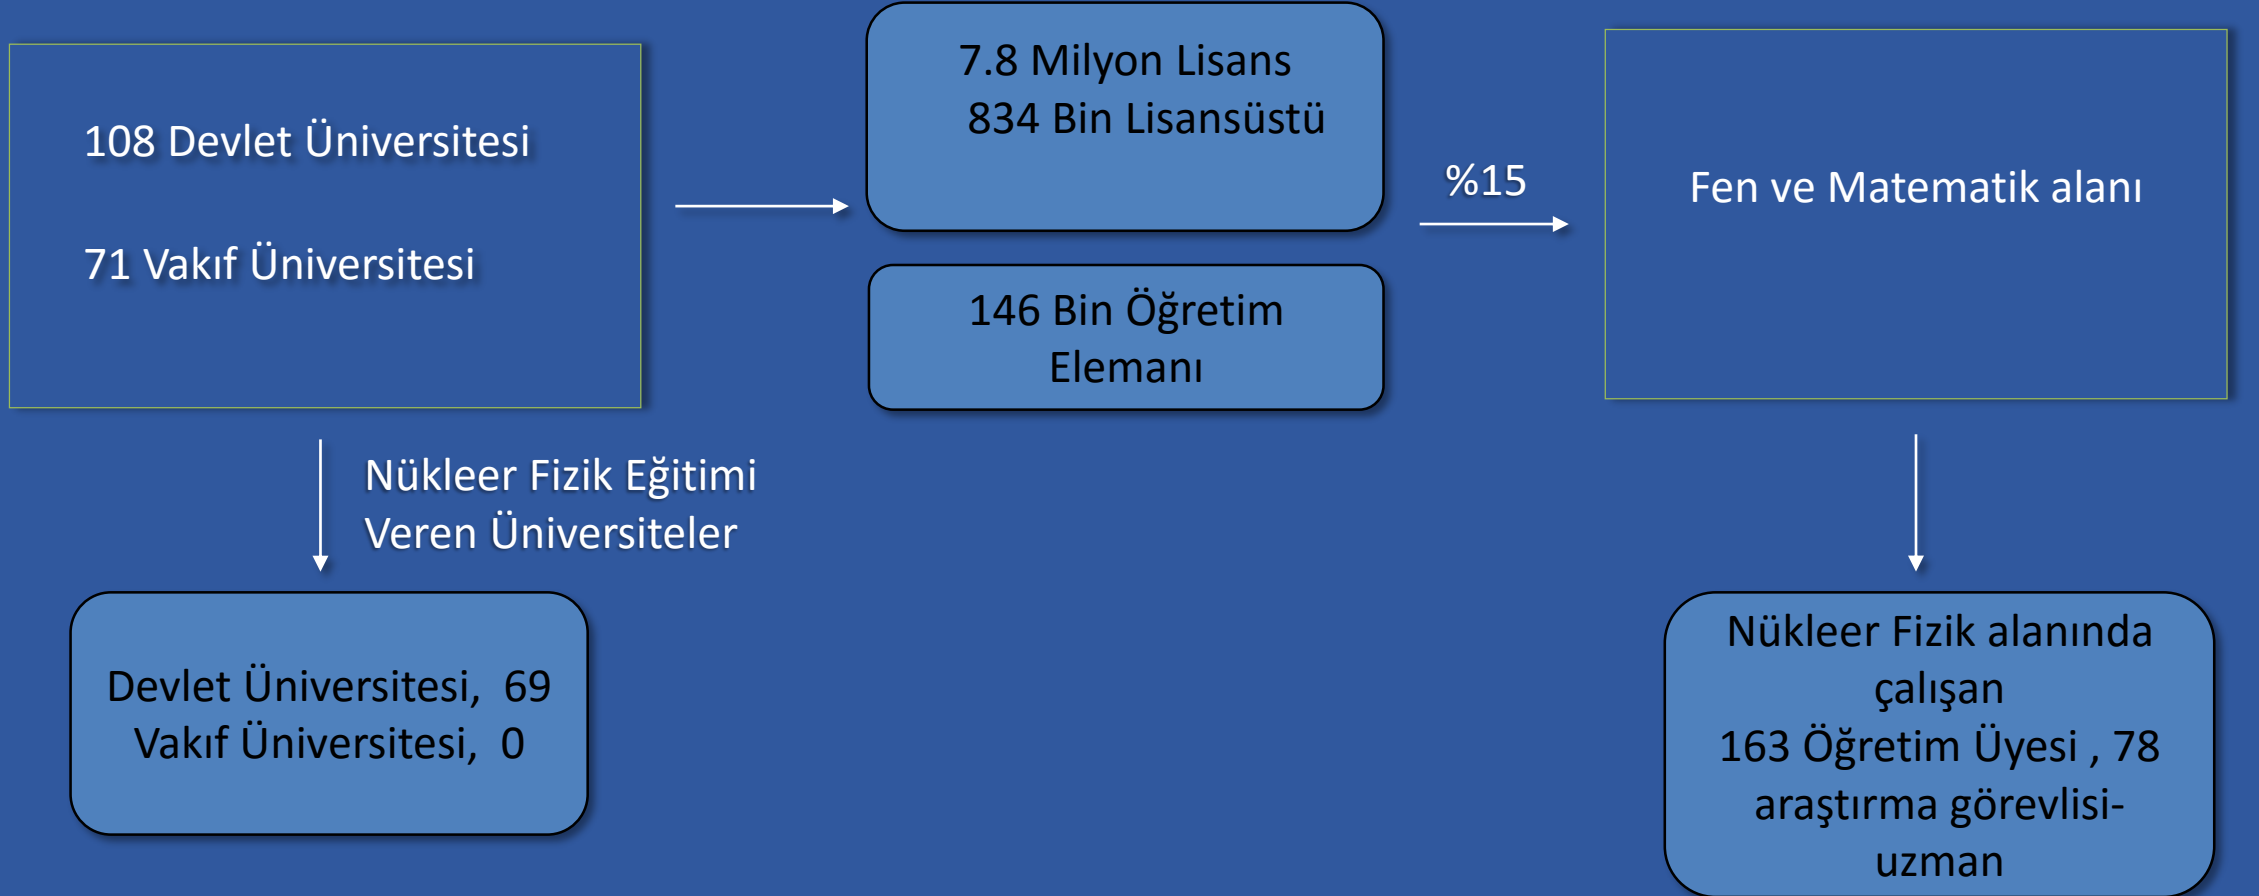 108 Devlet Üniversitesi
71 Vakıf Üniversitesi
7.8 Milyon Lisans
834 Bin Lisansüstü
146 Bin Öğretim
Elemanı
%15
Fen ve Matematik alanı
Nükleer Fizik Eğitimi
Veren Üniversiteler
Devlet Üniversitesi, 69
Vakıf Üniversitesi, 0
Nükleer Fizik alanında
çalışan
163 Öğretim Üyesi , 78
araştırma görevlisi-
uzman